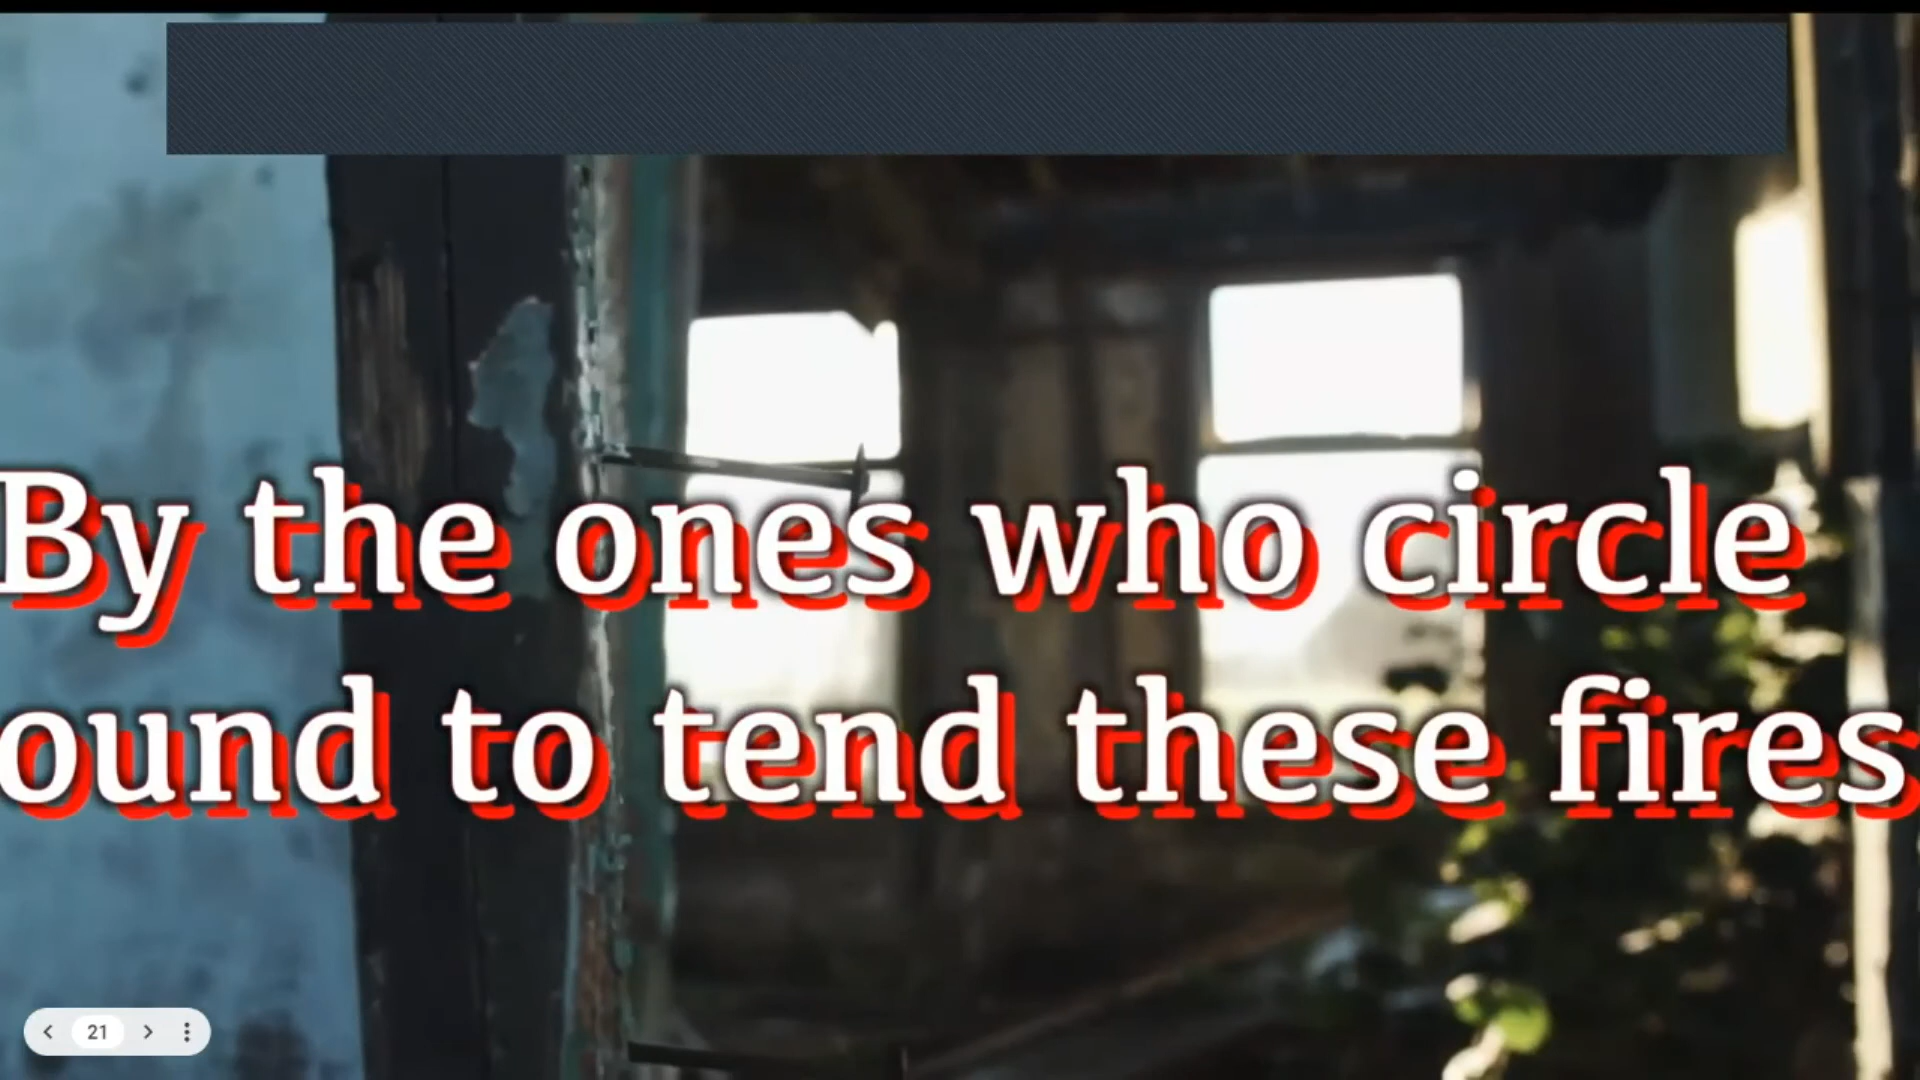 By the ones who circle
ound to tend these fires
21